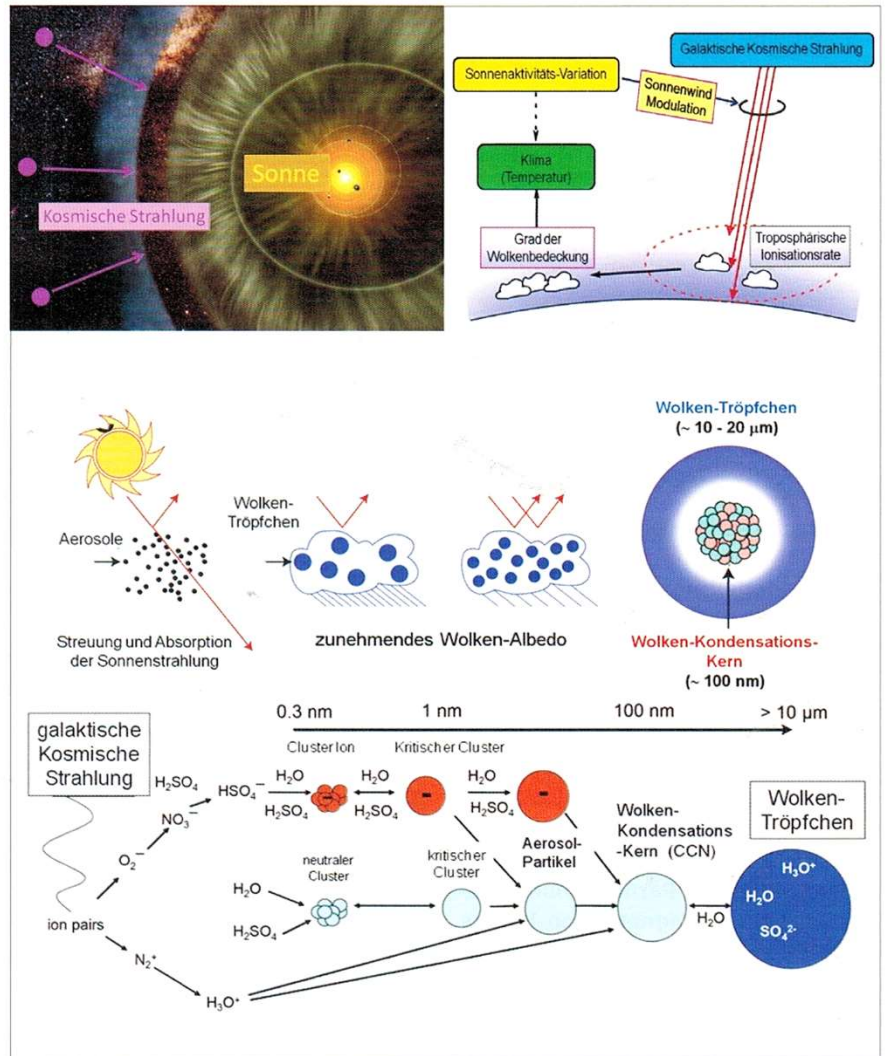 Sonne
Kosmische Strahlung
Galaktische Kosmische Strahlung
Sonnenaktivitäts-Variation
Sonnenwind
Modulation
Klima
(Temperatur)
Grad der
Wolkenbedeckung
Troposphärische
Ionisationsrate
Wolken-Tröpfchen
(~ 10 - 20 µm)
Wolken-
Tröpfchen
Aerosole
Streuung und Absorption
der Sonnenstrahlung
zunehmendes Wolken-Albedo
Wolken-Kondensations-
Kern
(~ 100 nm)
galaktische
Kosmische
Strahlung
0.3 nm
1 nm
100 nm
> 10 µm
Cluster Ion
Kritischer Cluster
H₂SO₄
NO₃⁻
O₂⁻
HSO₄⁻
H₂O
H₂SO₄
H₂O
H₂SO₄
H₂O
H₂SO₄
Wolken-
Kondensations
-Kern (CCN)
Wolken-
Tröpfchen
neutraler
Cluster
kritischer
Cluster
Aerosol-
Partikel
H₂O
H₂SO₄
H₂O
H₃O⁺
H₂O
SO₄²⁻
ion pairs
N₂⁺
H₃O⁺